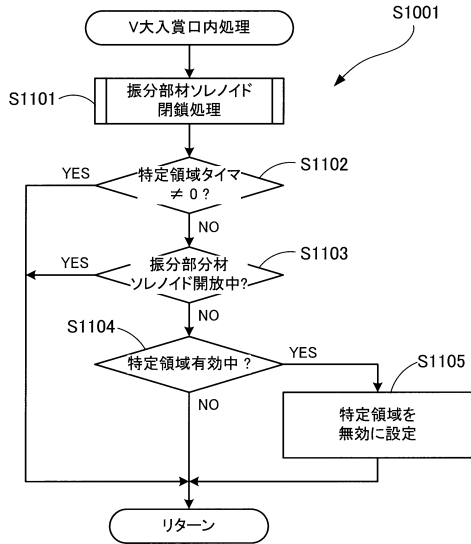 V大入賞口内処理
S1001
S1101
振分部材ソレノイド
閉鎖処理
S1102
特定領域タイマ
≠ 0 ?
YES
NO
S1103
振分部分材
ソレノイド開放中?
YES
NO
S1104
特定領域有効中 ?
YES
NO
S1105
特定領域を
無効に設定
リターン